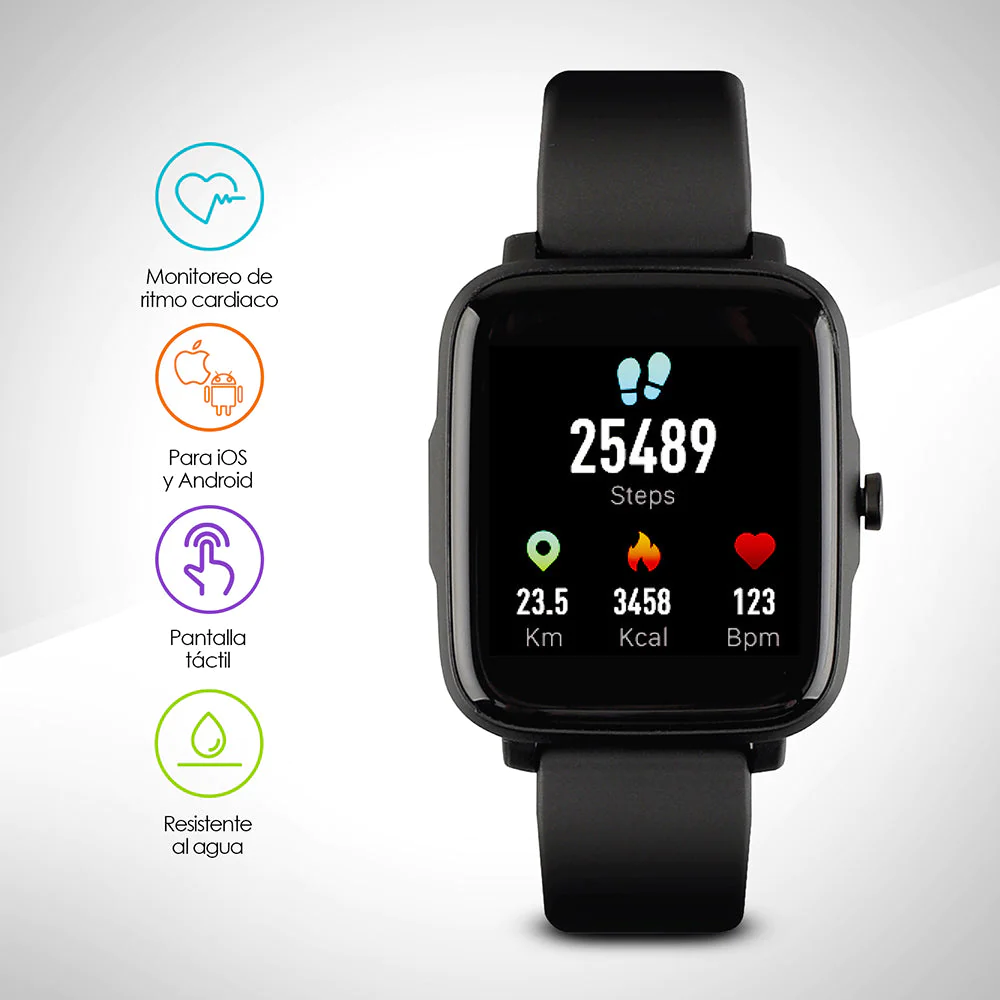 Monitoreo de
ritmo cardiaco
Para iOS
y Android
Pantalla
táctil
Resistente
al agua
25489
Steps
23.5 3458 123
Km Kcal Bpm